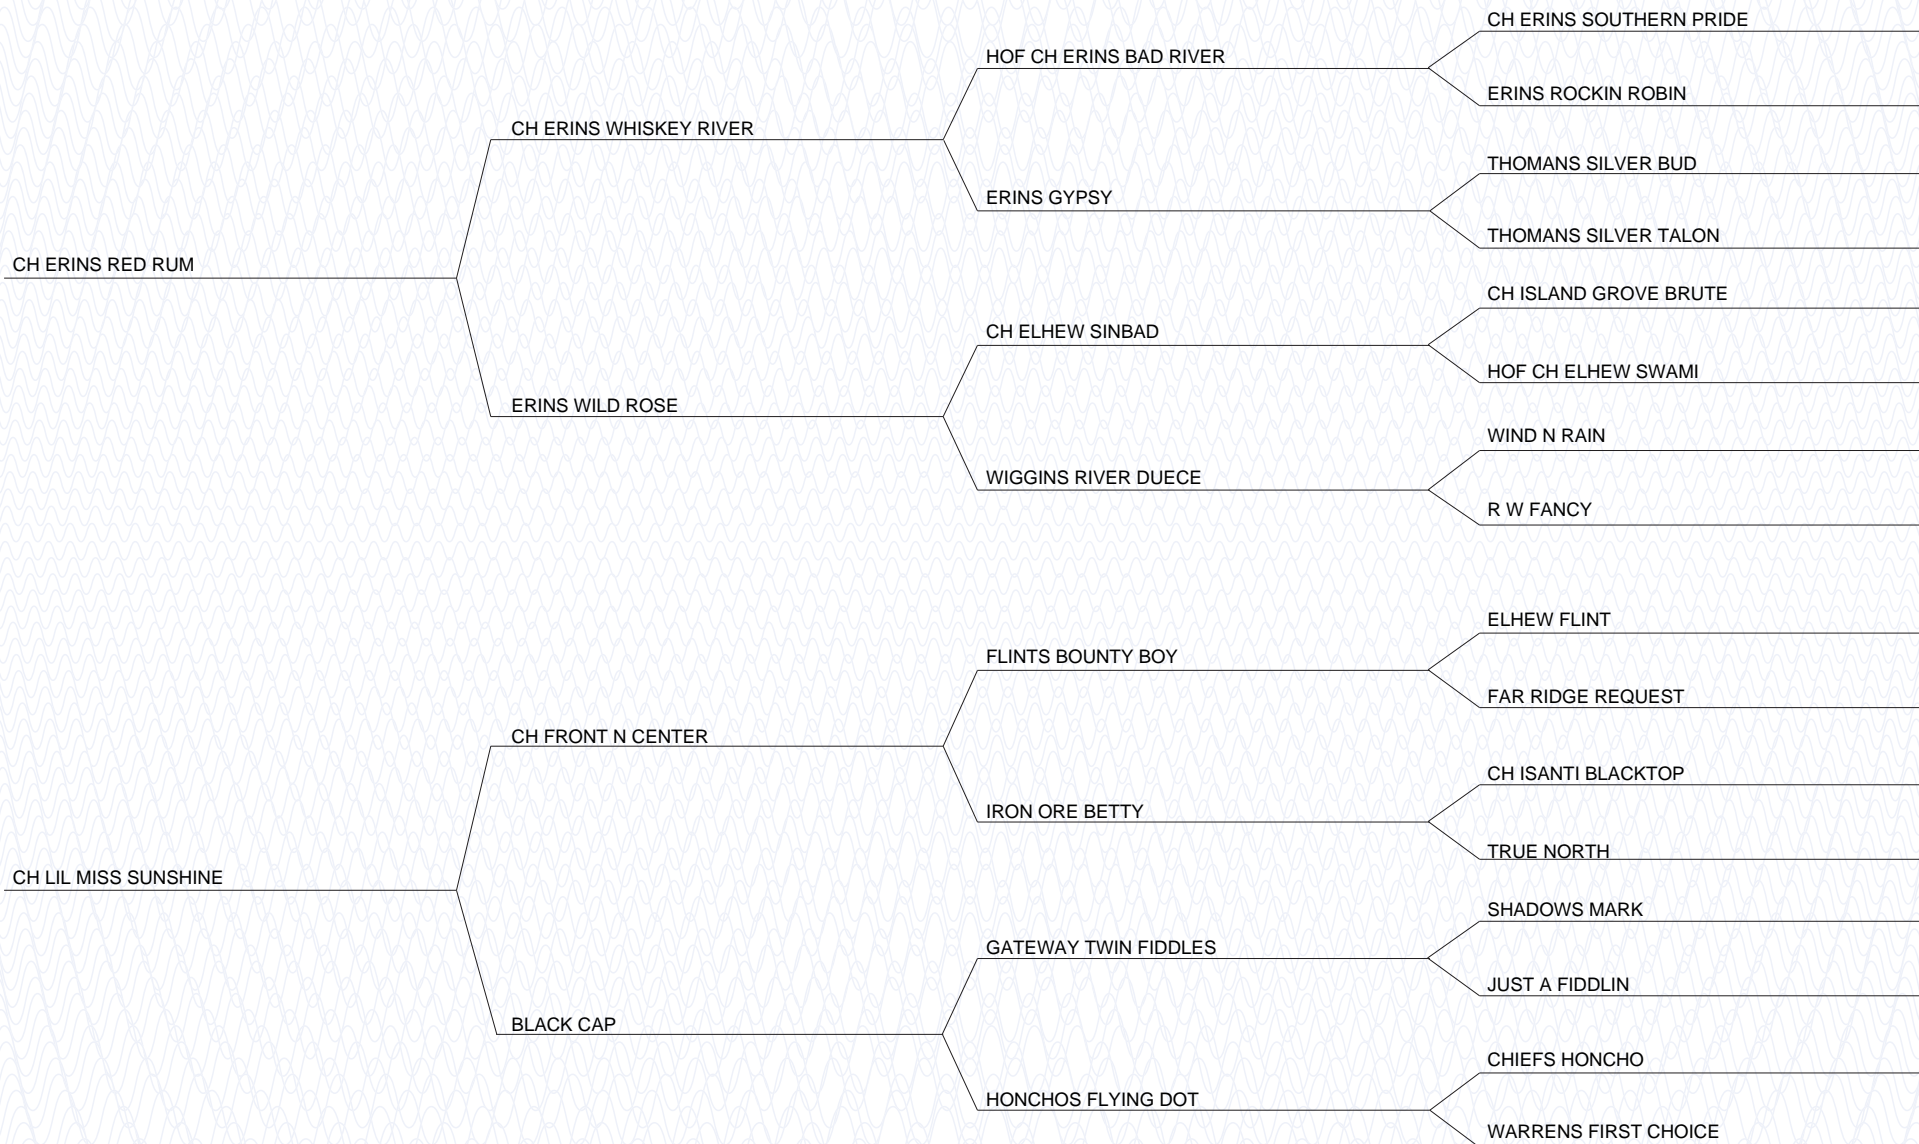 CH ERINS SOUTHERN PRIDE
HOF CH ERINS BAD RIVER
ERINS ROCKIN ROBIN
CH ERINS WHISKEY RIVER
THOMANS SILVER BUD
ERINS GYPSY
THOMANS SILVER TALON
CH ERINS RED RUM
CH ISLAND GROVE BRUTE
CH ELHEW SINBAD
HOF CH ELHEW SWAMI
ERINS WILD ROSE
WIND N RAIN
WIGGINS RIVER DUECE
R W FANCY
ELHEW FLINT
FLINTS BOUNTY BOY
FAR RIDGE REQUEST
CH FRONT N CENTER
CH ISANTI BLACKTOP
IRON ORE BETTY
TRUE NORTH
CH LIL MISS SUNSHINE
SHADOWS MARK
GATEWAY TWIN FIDDLES
JUST A FIDDLIN
BLACK CAP
CHIEFS HONCHO
HONCHOS FLYING DOT
WARRENS FIRST CHOICE